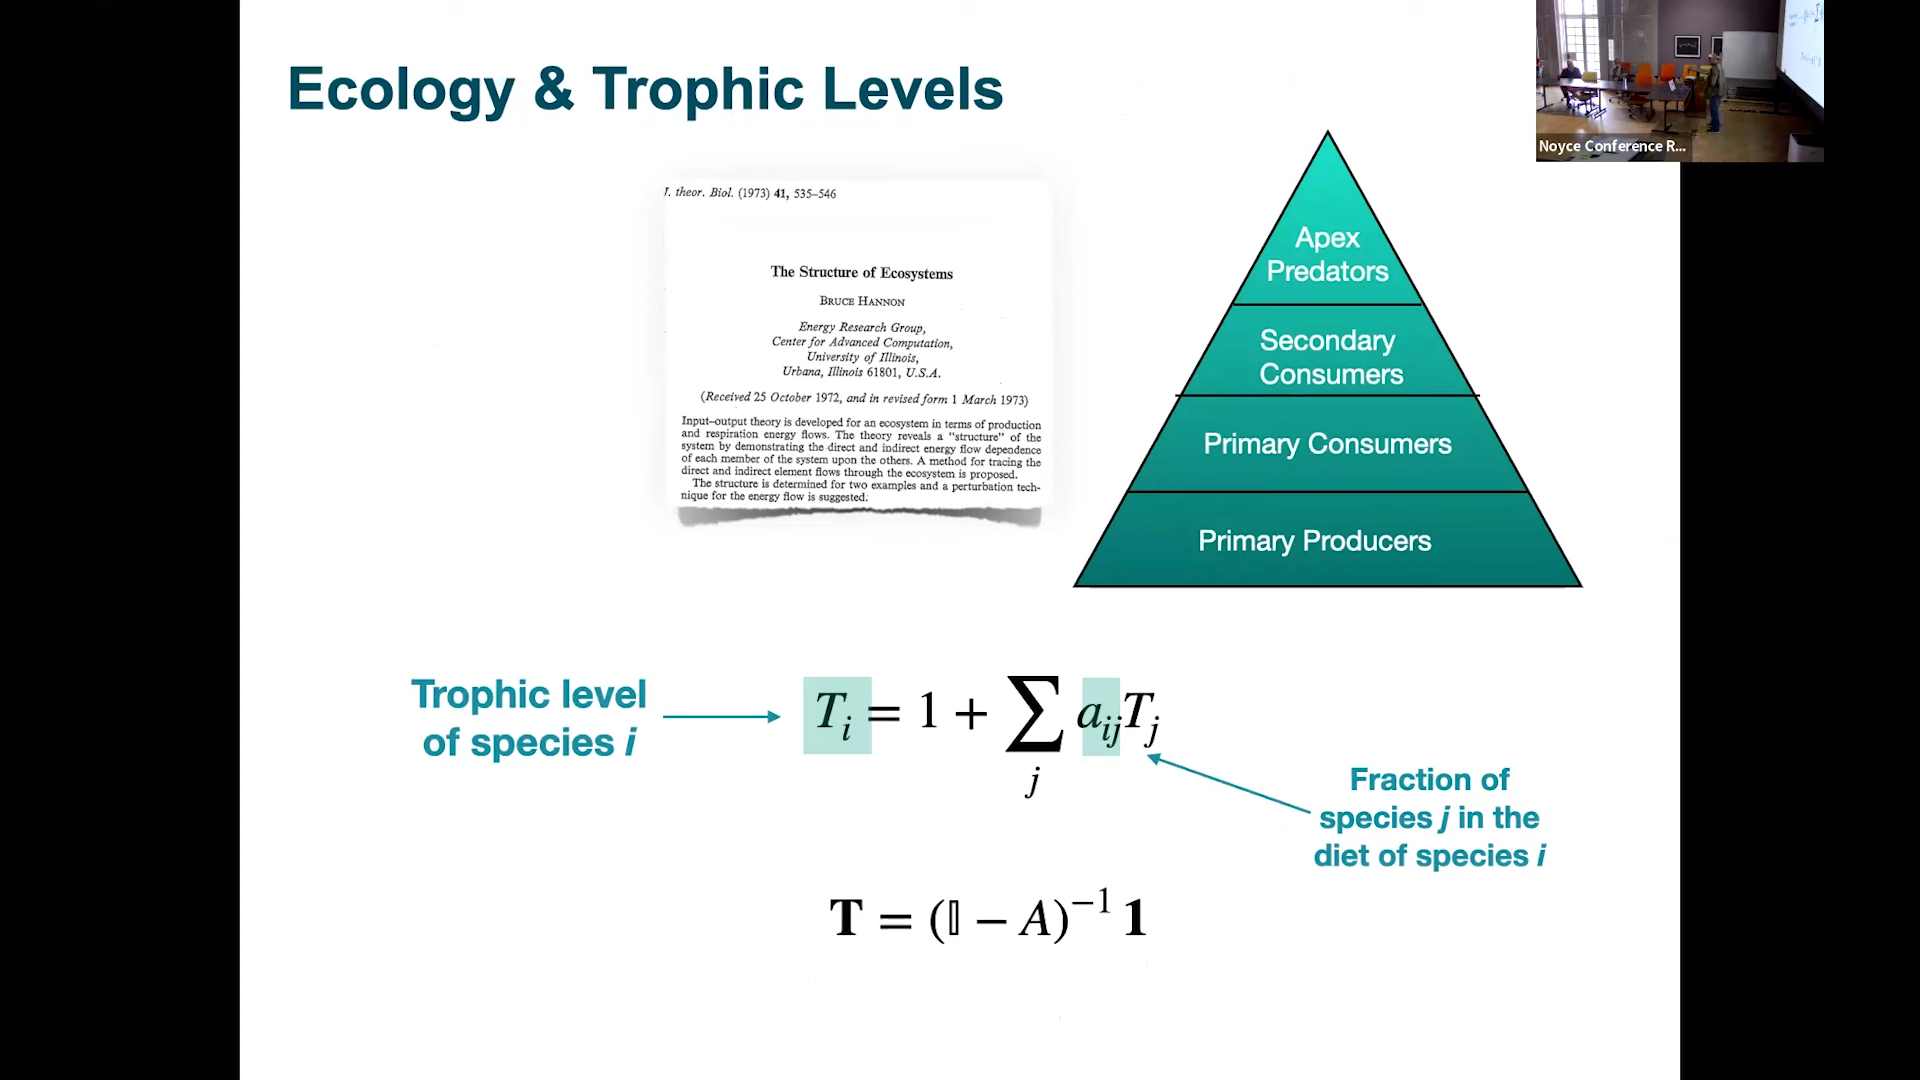 Ecology & Trophic Levels
Noyce Conference R...
J. theor. Biol. (1973) 41, 535–546
The Structure of Ecosystems
BRUCE HANNON
Energy Research Group,
Center for Advanced Computation,
University of Illinois,
Urbana, Illinois 61801, U.S.A.
(Received 25 October 1972, and in revised form 1 March 1973)
Input–output theory is developed for an ecosystem in terms of production
and respiration energy flows. The theory reveals a “structure” of the
system by demonstrating the direct and indirect energy flow dependence
of each member of the system upon the others. A method for tracing the
direct and indirect element flows through the ecosystem is proposed.
The structure is determined for two examples and a perturbation tech-
nique for the energy flow is suggested.
Apex
Predators
Secondary
Consumers
Primary Consumers
Primary Producers
Trophic level
of species i
T_i = 1 + ∑_j a_ij T_j
Fraction of
species j in the
diet of species i
T = (𝕀 − A)⁻¹ 1